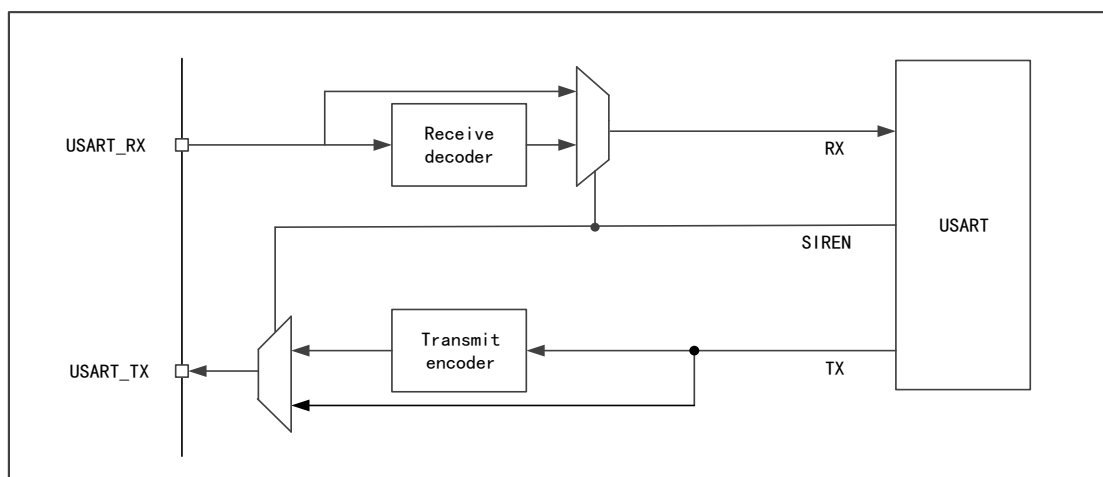 USART_RX
Receive
decoder
RX
SIREN
USART
Transmit
encoder
USART_TX
TX